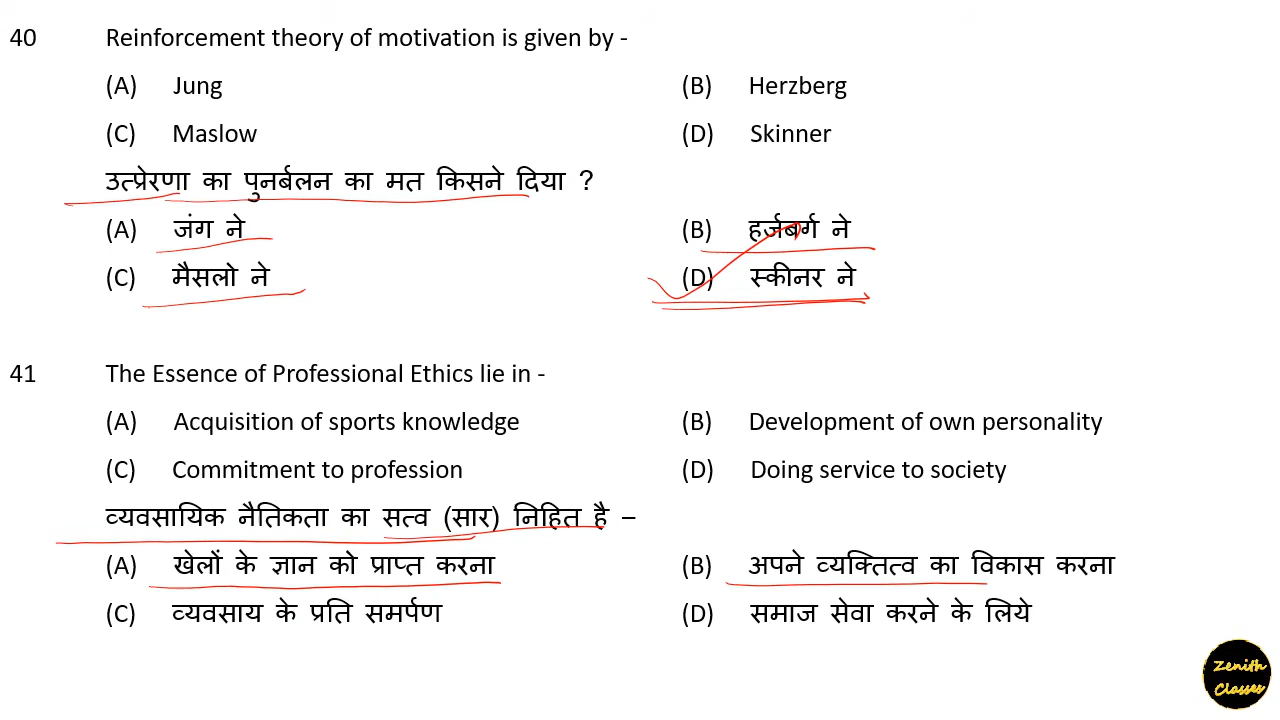 40 Reinforcement theory of motivation is given by -
(A) Jung (B) Herzberg
(C) Maslow (D) Skinner
उत्प्रेरणा का पुनर्बलन का मत किसने दिया ?
(A) जंग ने (B) हर्जबर्ग ने
(C) मैसलो ने (D) स्कीनर ने
41 The Essence of Professional Ethics lie in -
(A) Acquisition of sports knowledge (B) Development of own personality
(C) Commitment to profession (D) Doing service to society
व्यवसायिक नैतिकता का सत्व (सार) निहित है –
(A) खेलों के ज्ञान को प्राप्त करना (B) अपने व्यक्तित्व का विकास करना
(C) व्यवसाय के प्रति समर्पण (D) समाज सेवा करने के लिये
Zenith
Classes